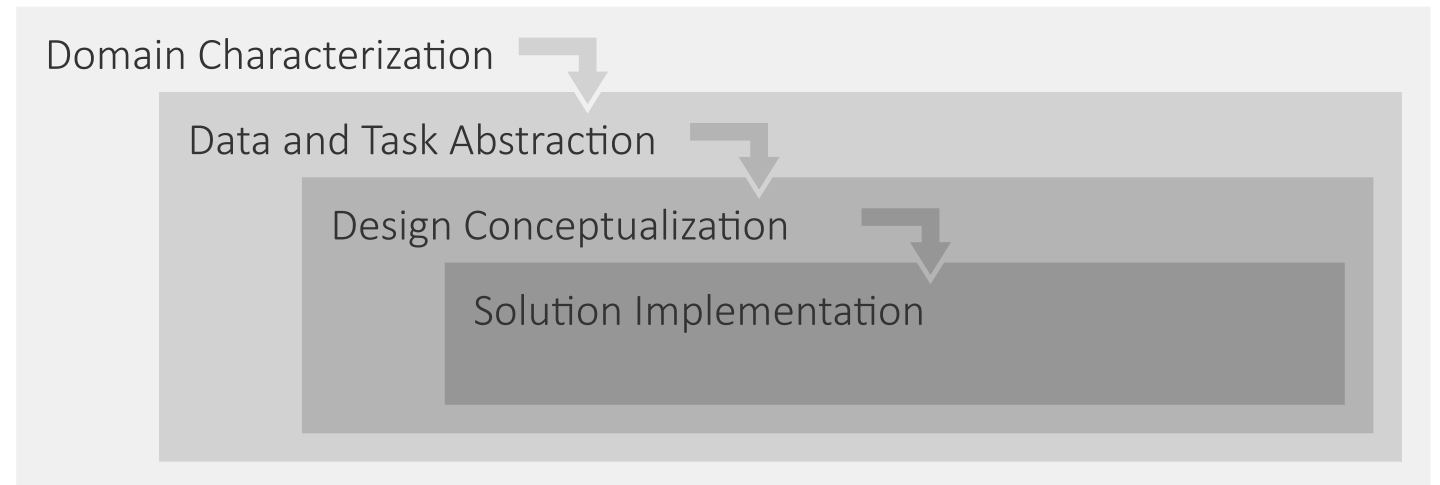 Domain Characterization
Data and Task Abstraction
Design Conceptualization
Solution Implementation